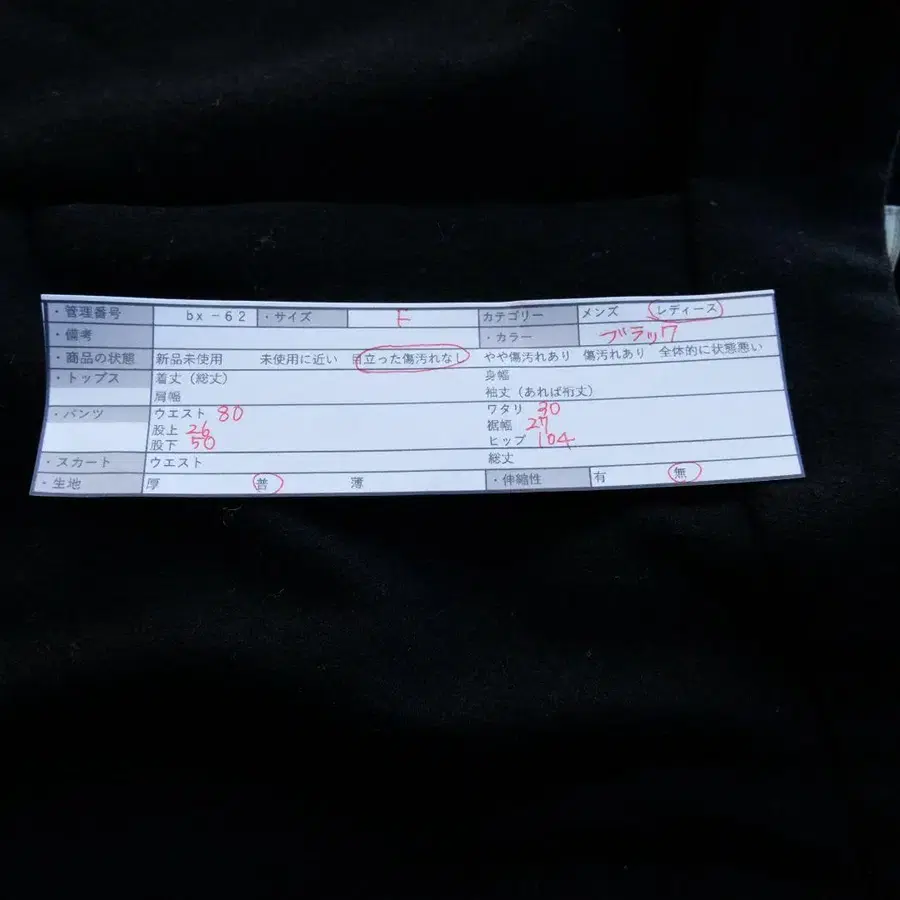 ・管理番号 bx－62 ・サイズ F カテゴリー メンズ レディース
・備考 ・カラー ブラック
・商品の状態 新品未使用 未使用に近い 目立った傷汚れなし やや傷汚れあり 傷汚れあり 全体的に状態悪い
・トップス 着丈（総丈） 身幅
肩幅 袖丈（あれば裄丈）
・パンツ ウエスト 80 ワタリ 30
股上 26 裾幅 27
股下 50 ヒップ 104
・スカート ウエスト 総丈
・生地 厚 普 薄 ・伸縮性 有 無